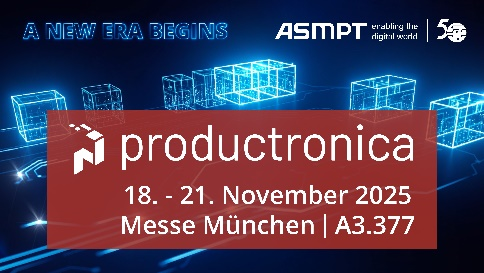 A NEW ERA BEGINS
ASMPT enabling the
digital world
50
productronica
18. - 21. November 2025
Messe München | A3.377